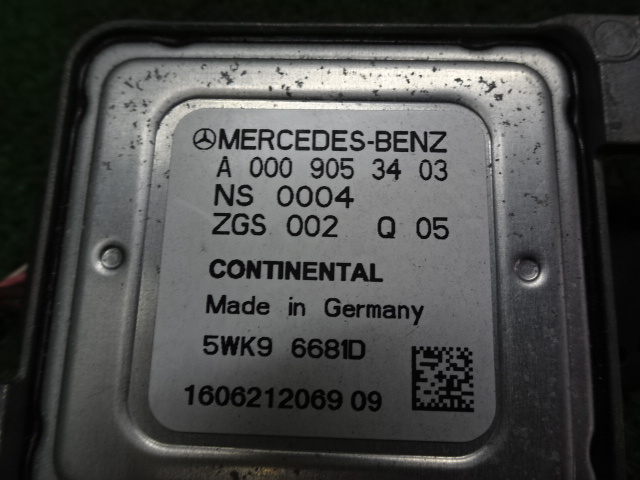 MERCEDES-BENZ
A 000 905 34 03
NS 0004
ZGS 002 Q 05
CONTINENTAL
Made in Germany
5WK9 6681D
1606212069 09